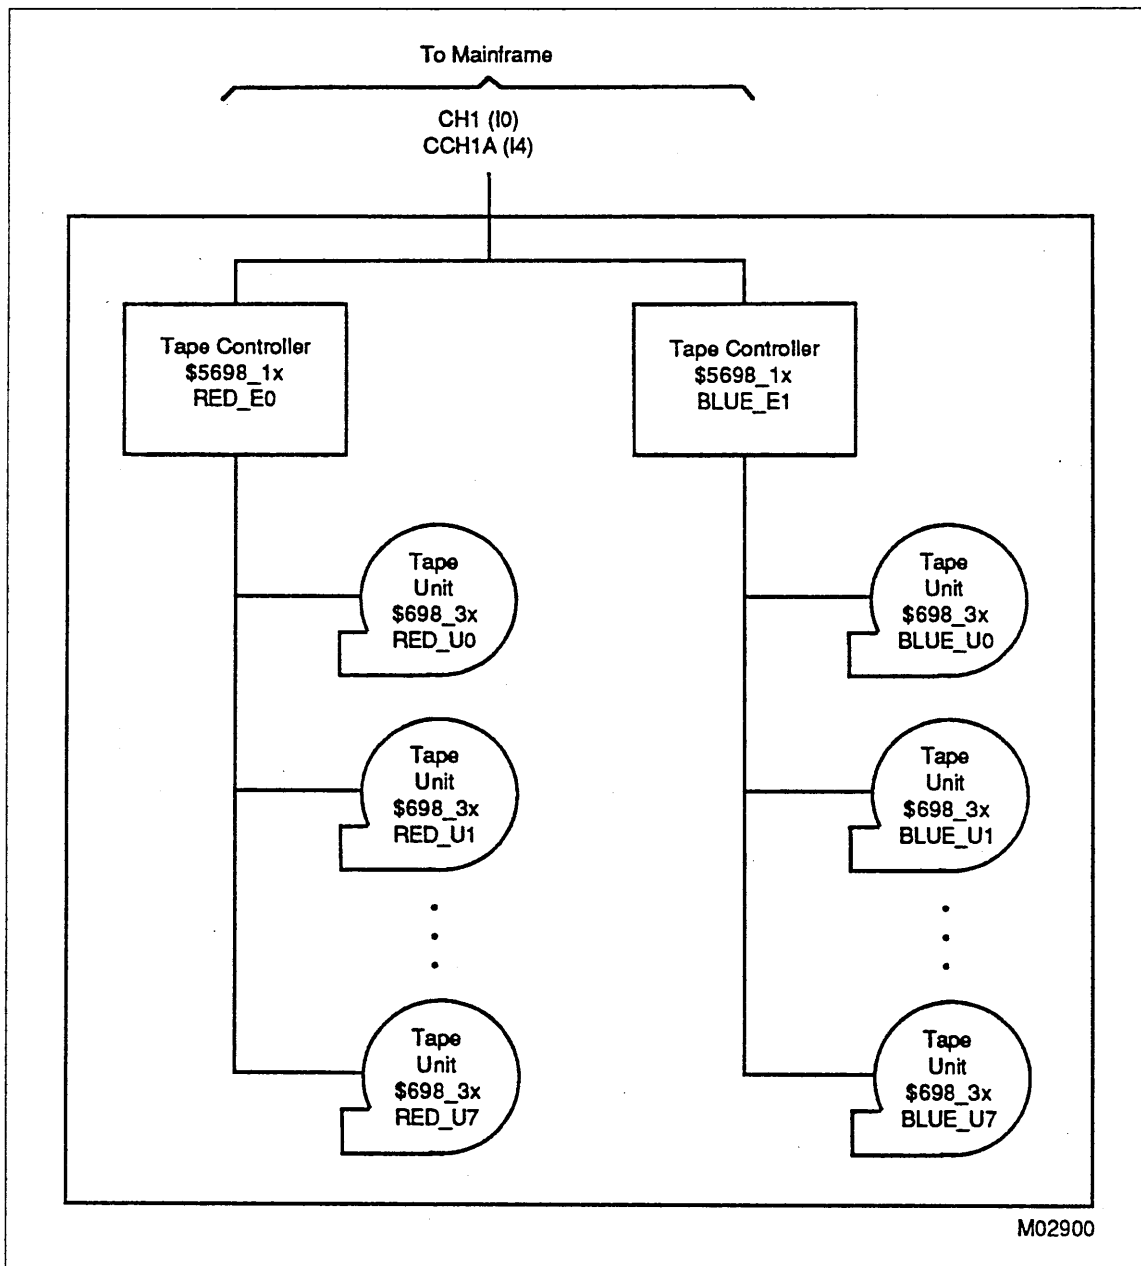 To Mainframe
CH1 (I0)
CCH1A (I4)
Tape Controller
$5698_1x
RED_E0
Tape Controller
$5698_1x
BLUE_E1
Tape
Unit
$698_3x
RED_U0
Tape
Unit
$698_3x
BLUE_U0
Tape
Unit
$698_3x
RED_U1
Tape
Unit
$698_3x
BLUE_U1
Tape
Unit
$698_3x
RED_U7
Tape
Unit
$698_3x
BLUE_U7
M02900